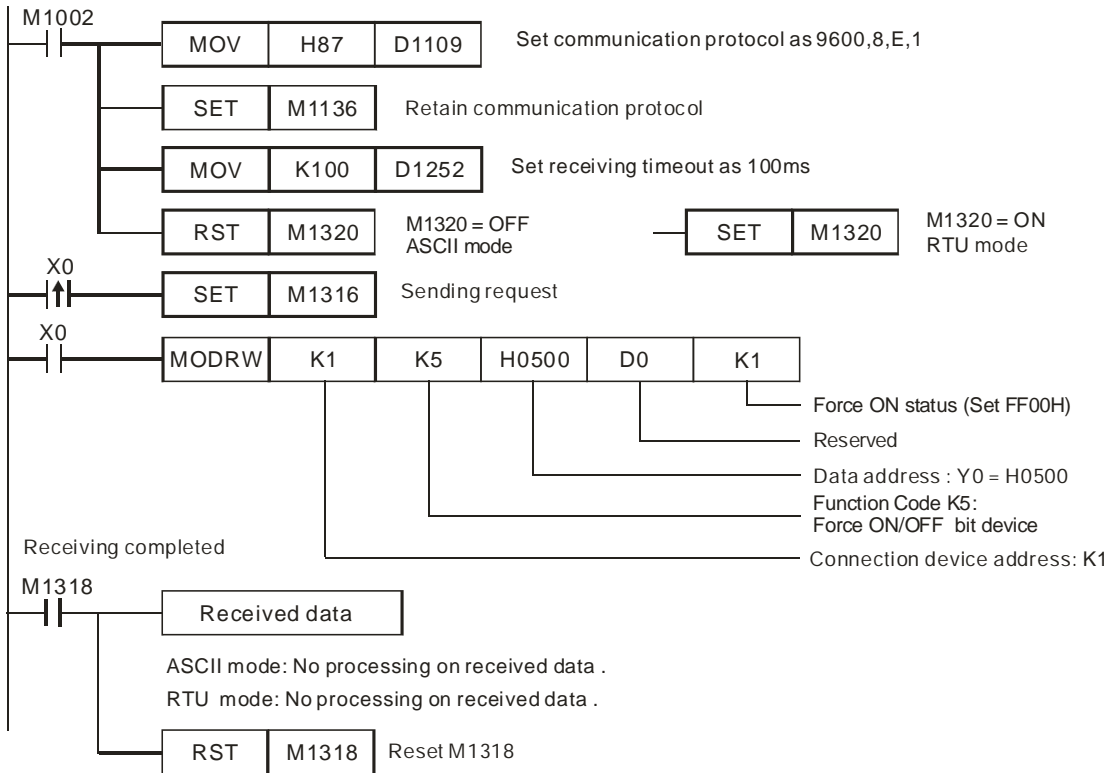 M1002
MOV H87 D1109 Set communication protocol as 9600,8,E,1
SET M1136 Retain communication protocol
MOV K100 D1252 Set receiving timeout as 100ms
RST M1320 M1320 = OFF
ASCII mode
SET M1320 M1320 = ON
RTU mode
X0
SET M1316 Sending request
X0
MODRW K1 K5 H0500 D0 K1
Force ON status (Set FF00H)
Reserved
Data address : Y0 = H0500
Function Code K5:
Force ON/OFF bit device
Connection device address: K1
Receiving completed
M1318
Received data
ASCII mode: No processing on received data .
RTU mode: No processing on received data .
RST M1318 Reset M1318